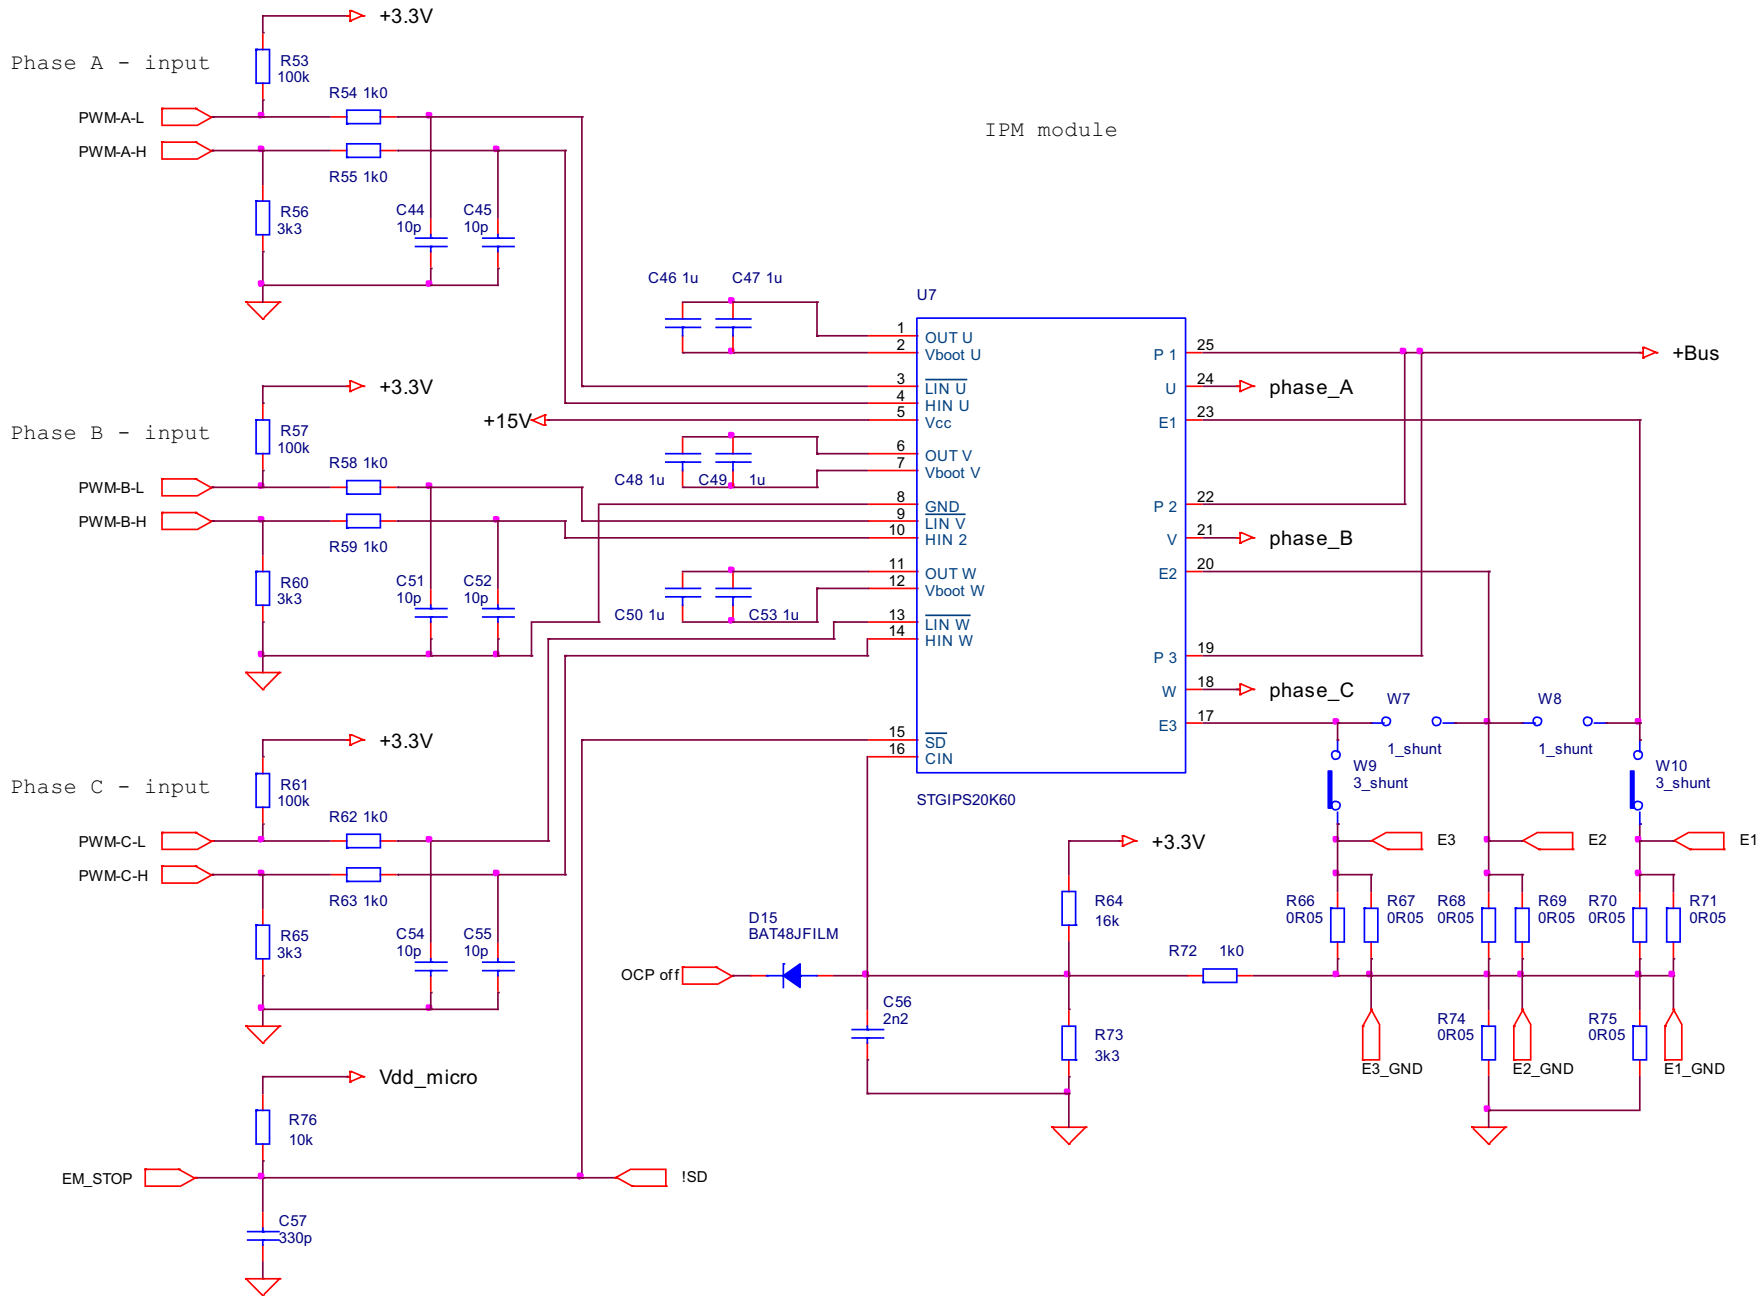 +3.3V
Phase A - input
R53
100k
R54 1k0
PWM-A-L
PWM-A-H
R55 1k0
R56
3k3
C44
10p
C45
10p
IPM module
C46 1u
C47 1u
U7
1
OUT U
2
Vboot U
3
LIN U
4
HIN U
5
Vcc
+15V
6
OUT V
7
Vboot V
8
GND
9
LIN V
10
HIN 2
11
OUT W
12
Vboot W
13
LIN W
14
HIN W
15
SD
16
CIN
P 1
25
+Bus
U
24
phase_A
E1
23
P 2
22
V
21
phase_B
E2
20
P 3
19
W
18
phase_C
E3
17
STGIPS20K60
C48 1u
C49
1u
C50 1u
C53 1u
+3.3V
Phase B - input
R57
100k
R58 1k0
PWM-B-L
PWM-B-H
R59 1k0
R60
3k3
C51
10p
C52
10p
+3.3V
Phase C - input
R61
100k
R62 1k0
PWM-C-L
PWM-C-H
R63 1k0
R65
3k3
C54
10p
C55
10p
W7
1_shunt
W8
1_shunt
W9
3_shunt
W10
3_shunt
E3
E2
E1
+3.3V
R64
16k
D15
BAT48JFILM
OCP off
R72
1k0
C56
2n2
R73
3k3
R66
0R05
R67
0R05
R68
0R05
R69
0R05
R70
0R05
R71
0R05
R74
0R05
R75
0R05
E3_GND
E2_GND
E1_GND
Vdd_micro
R76
10k
EM_STOP
!SD
C57
330p